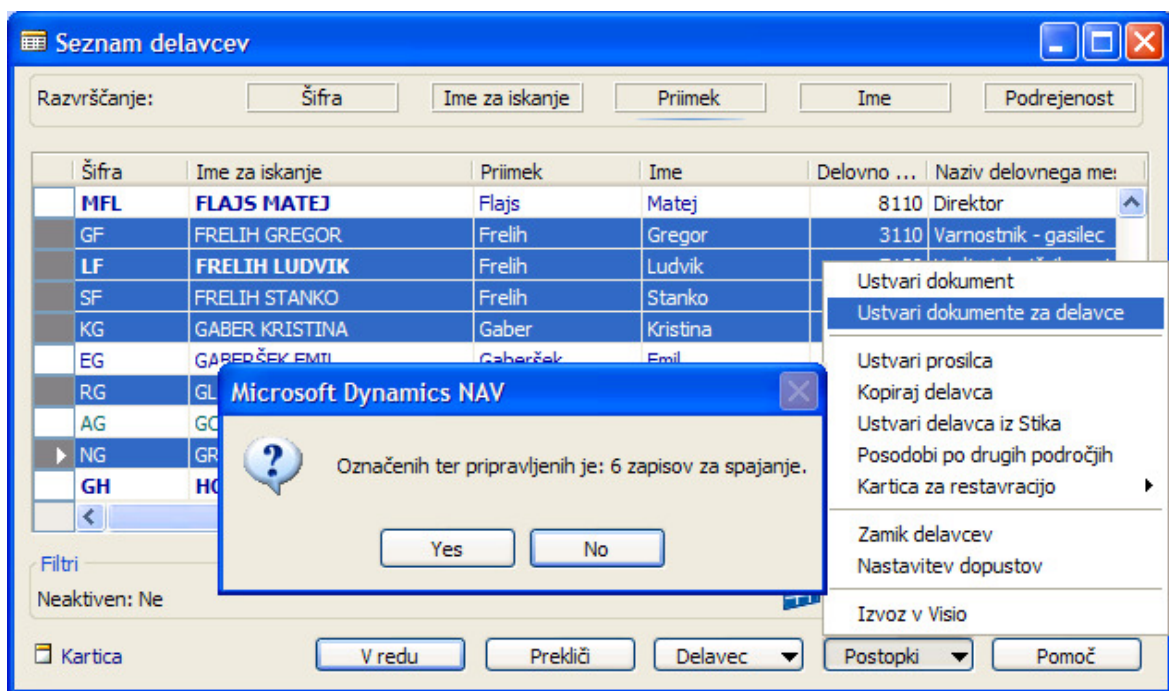 Seznam delavcev
Razvrščanje: Šifra Ime za iskanje Priimek Ime Podrejenost
Šifra Ime za iskanje Priimek Ime Delovno ... Naziv delovnega
MFL FLAJS MATEJ Flajs Matej 8110 Direktor
GF FRELIH GREGOR Frelih Gregor 3110 Varnostnik - gasilec
LF FRELIH LUDVIK Frelih Ludvik
SF FRELIH STANKO Frelih Stanko
KG GABER KRISTINA Gaber Kristina
EG GABERŠEK EMIL Gaberšek Emil
RG GL
AG
NG GR
GH
Ustvari dokument
Ustvari dokumente za delavce
Ustvari prosilca
Kopiraj delavca
Ustvari delavca iz Stika
Posodobi po drugih področjih
Kartica za restavracijo
Zamik delavcev
Nastavitev dopustov
Izvoz v Visio
Microsoft Dynamics NAV
Označenih ter pripravljenih je: 6 zapisov za spajanje.
Yes No
Filtri
Neaktiven: Ne
Kartica V redu Prekliči Delavec Postopki Pomoč